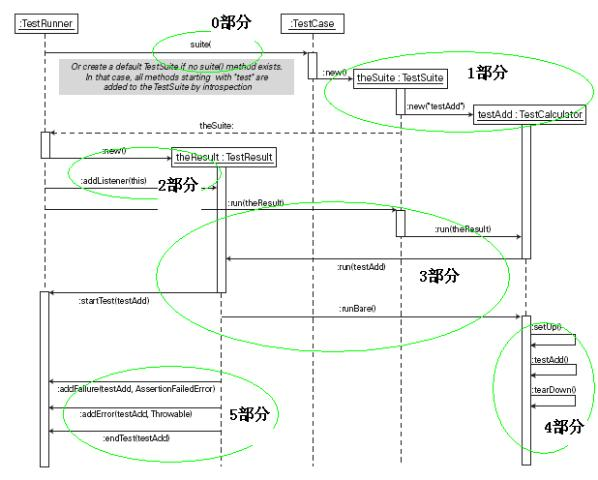 0部分
:TestRunner
:TestCase
suite(
Or create a default TestSuite if no suite() method exists.
In that case, all methods starting with "test" are
added to the TestSuite by introspection
:new()
1部分
theSuite : TestSuite
:new("testAdd")
testAdd : TestCalculator
theSuite:
:new()
theResult : TestResult
:addListener(this)
2部分
:run(theResult)
:run(theResult)
:run(testAdd)
3部分
:startTest(testAdd)
:runBare()
:setUp()
:testAdd()
:tearDown()
4部分
:addFailure(testAdd, AssertionFailedError)
:addError(testAdd, Throwable)
5部分
:endTest(testAdd)